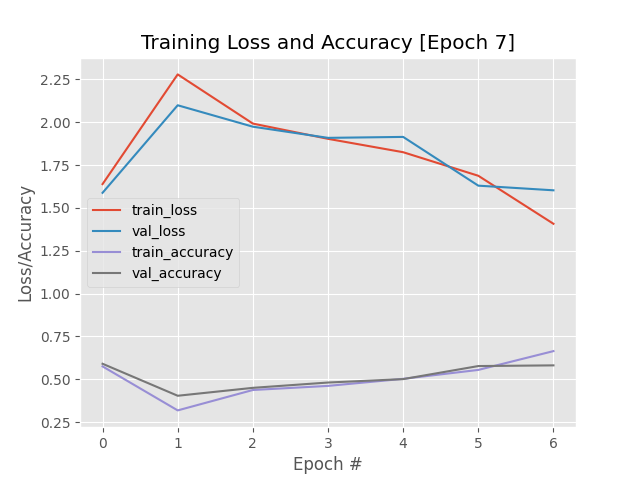 Training Loss and Accuracy [Epoch 7]
2.25
2.00
1.75
1.50
1.25
1.00
0.75
0.50
0.25
Loss/Accuracy
train_loss
val_loss
train_accuracy
val_accuracy
0 1 2 3 4 5 6
Epoch #